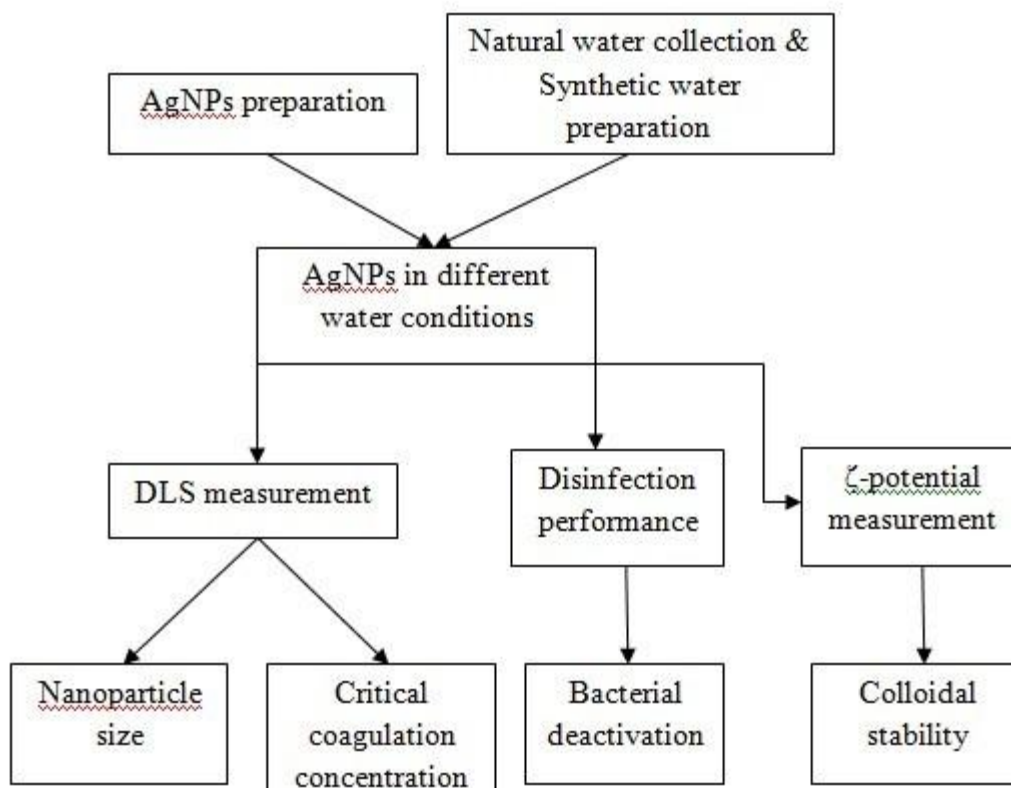 Natural water collection &
Synthetic water
preparation
AgNPs preparation
AgNPs in different
water conditions
DLS measurement
Disinfection
performance
ζ-potential
measurement
Nanoparticle
size
Critical
coagulation
concentration
Bacterial
deactivation
Colloidal
stability